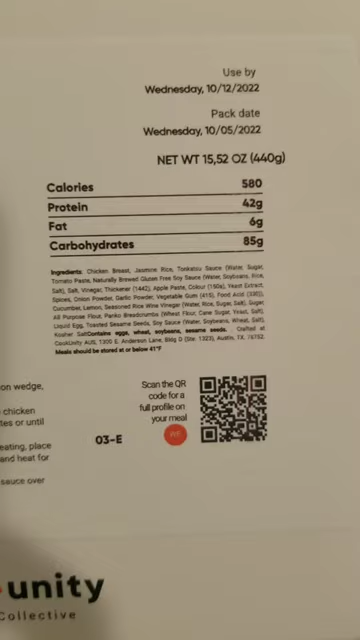 Use by
Wednesday, 10/12/2022
Pack date
Wednesday, 10/05/2022
NET WT 15,52 OZ (440g)
Calories 580
Protein 42g
Fat 6g
Carbohydrates 85g
Ingredients: Chicken Breast, Jasmine Rice, Tonkatsu Sauce (Water, Sugar,
Tomato Paste, Naturally Brewed Gluten Free Soy Sauce (Water, Soybeans, Rice,
Salt), Salt, Vinegar, Thickener (1442), Apple Paste, Colour (150a), Yeast Extract,
Spices, Onion Powder, Garlic Powder, Vegetable Gum (415), Food Acid (330)),
Cucumber, Lemon, Seasoned Rice Wine Vinegar (Water, Rice, Sugar, Salt), Sugar,
All Purpose Flour, Panko Breadcrumbs (Wheat Flour, Cane Sugar, Yeast, Salt),
Liquid Egg, Toasted Sesame Seeds, Soy Sauce (Water, Soybeans, Wheat, Salt),
Kosher SaltContains eggs, wheat, soybeans, sesame seeds. . Crafted at
CookUnity AUS, 1300 E. Anderson Lane, Bldg D (Ste. 1323), Austin, TX, 78752.
Meals should be stored at or below 41°F
on wedge,
chicken
tes or until
eating, place
and heat for
sauce over
Scan the QR
code for a
full profile on
your meal
03-E
unity
Collective